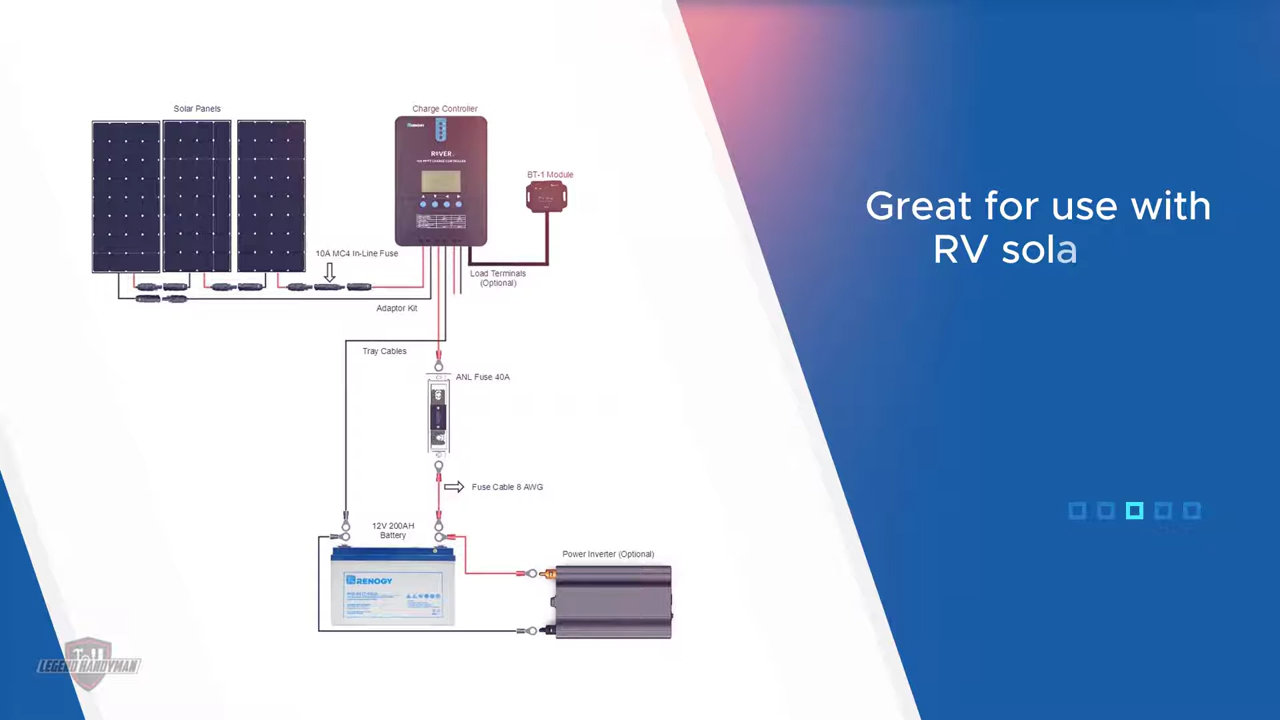 Solar Panels
Charge Controller
RENOGY
ROVER
BT-1 Module
10A MC4 In-Line Fuse
Load Terminals
(Optional)
Adaptor Kit
Tray Cables
ANL Fuse 40A
Fuse Cable 8 AWG
12V 200AH
Battery
RENOGY
Power Inverter (Optional)
LEGEND HANDYMAN
Great for use with
RV sola